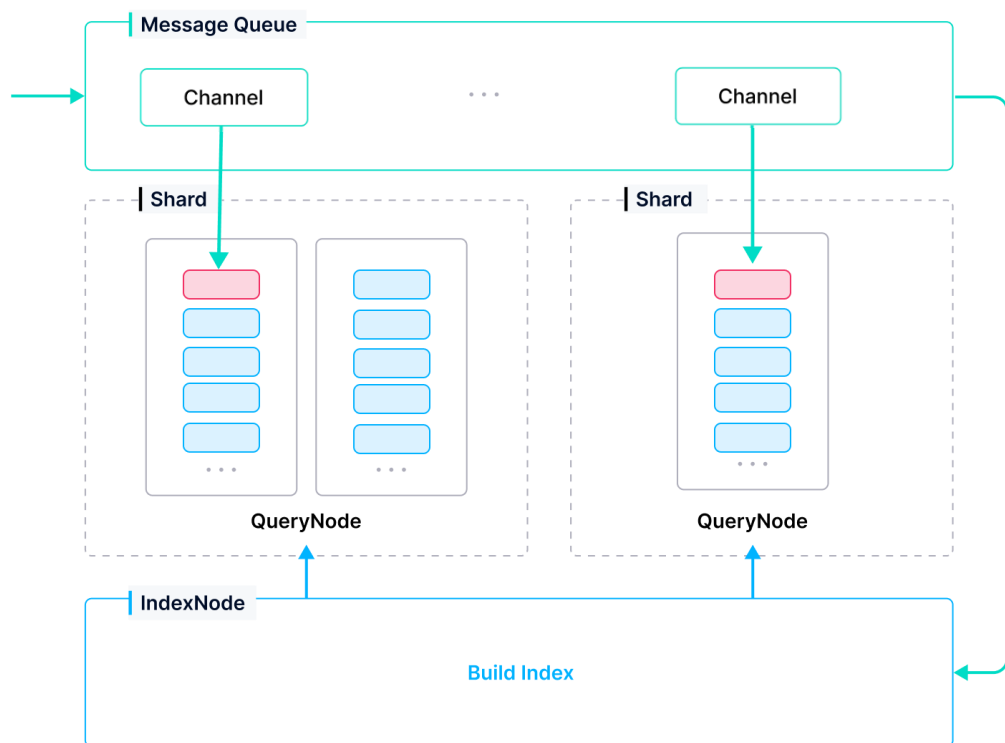 Message Queue
Channel
...
Channel
Shard
Shard
...
...
...
QueryNode
QueryNode
IndexNode
Build Index